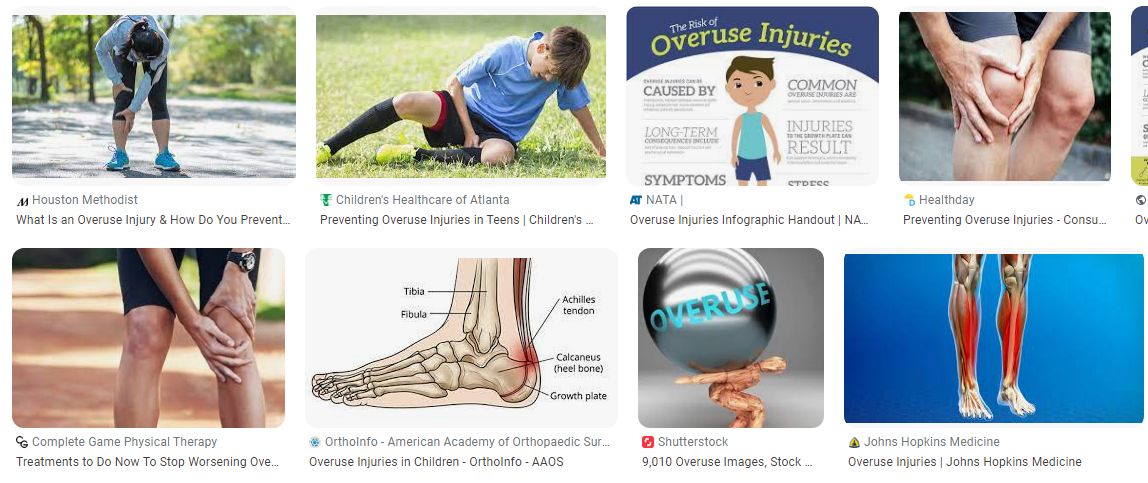 The Risk of
Overuse Injuries
OVERUSE INJURIES CAN BE
CAUSED BY
COMMON
OVERUSE INJURIES ARE
LONG-TERM
CONSEQUENCES INCLUDE
INJURIES
TO THE GROWTH PLATE CAN
RESULT
SYMPTOMS
STRESS
Houston Methodist
What Is an Overuse Injury & How Do You Prevent...
Children's Healthcare of Atlanta
Preventing Overuse Injuries in Teens | Children's ...
NATA |
Overuse Injuries Infographic Handout | NA...
Healthday
Preventing Overuse Injuries - Consu...
Ov
Tibia
Fibula
Achilles
tendon
Calcaneus
(heel bone)
Growth plate
OVERUSE
Complete Game Physical Therapy
Treatments to Do Now To Stop Worsening Ove...
OrthoInfo - American Academy of Orthopaedic Sur...
Overuse Injuries in Children - OrthoInfo - AAOS
Shutterstock
9,010 Overuse Images, Stock ...
Johns Hopkins Medicine
Overuse Injuries | Johns Hopkins Medicine